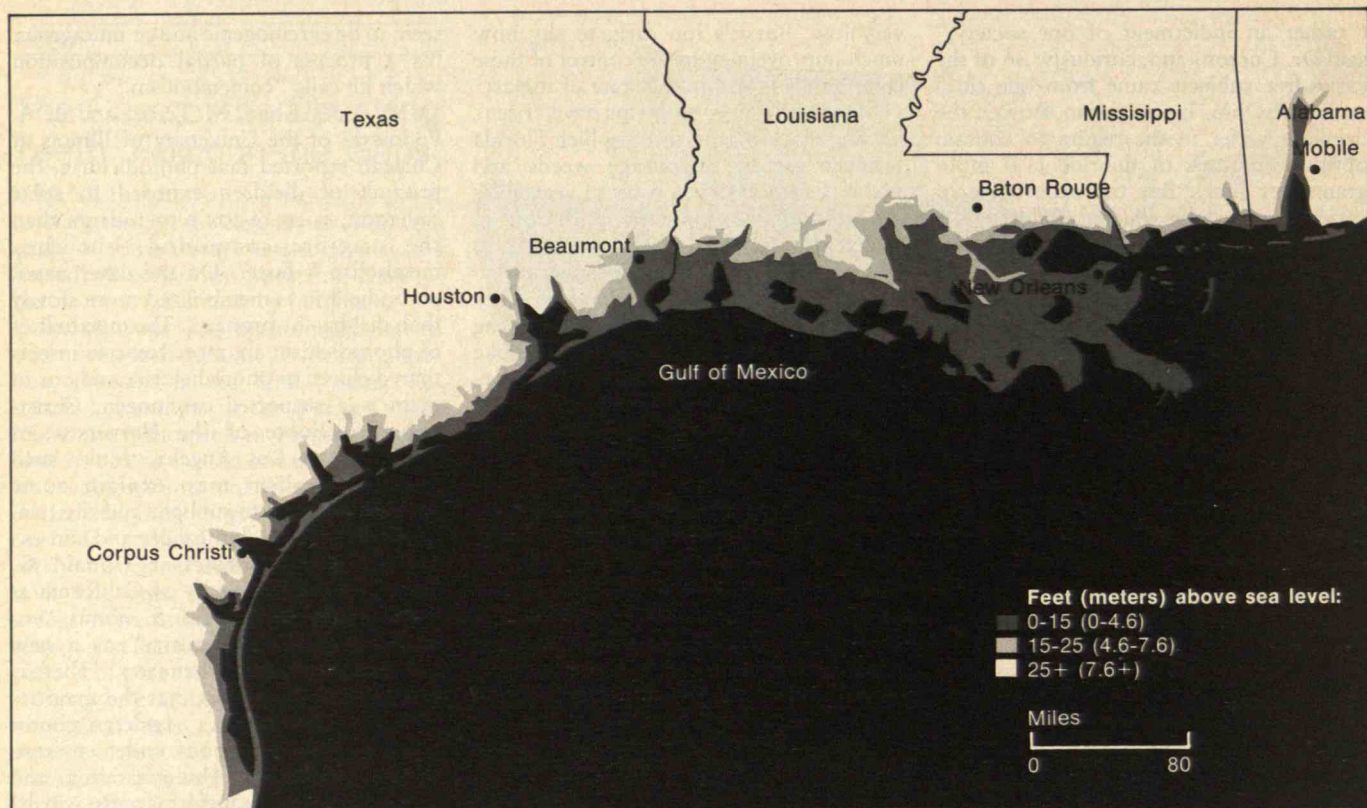 Texas
Louisiana
Mississippi
Alabama
Mobile
Baton Rouge
Beaumont
New Orleans
Houston
Gulf of Mexico
Corpus Christi
Feet (meters) above sea level:
0-15 (0-4.6)
15-25 (4.6-7.6)
25+ (7.6+)
Miles
0 80